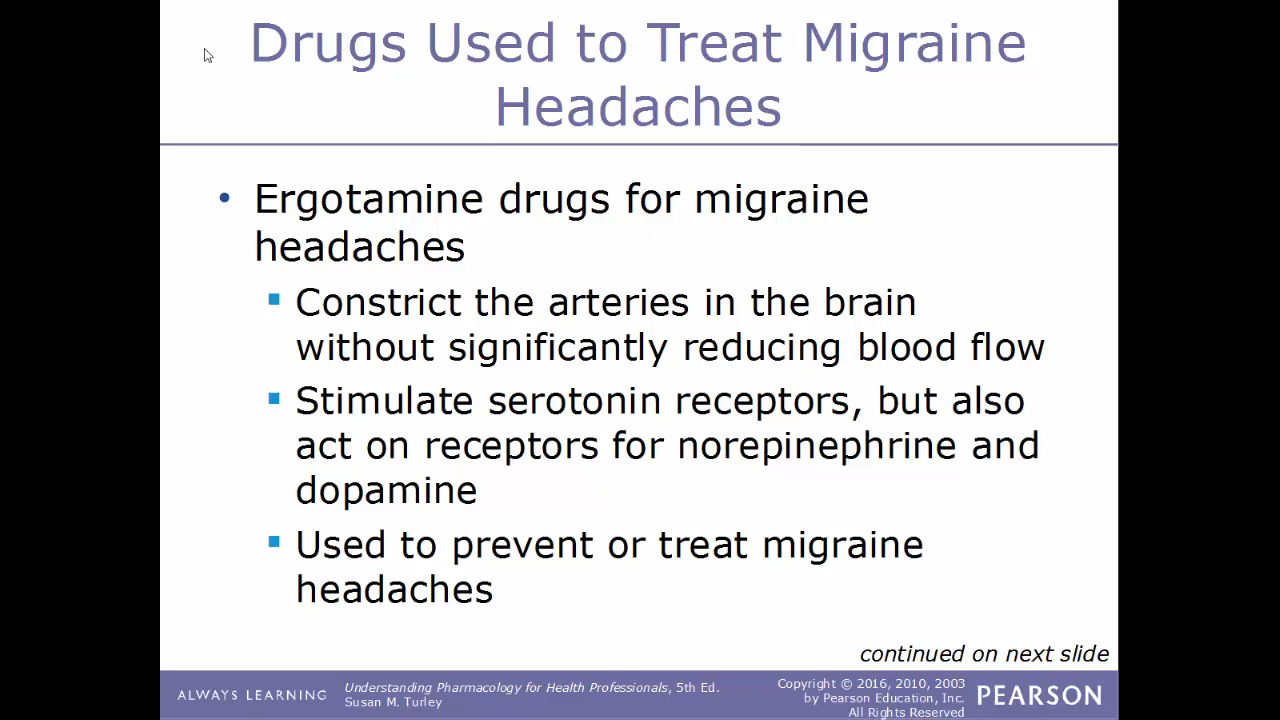 Drugs Used to Treat Migraine
Headaches
• Ergotamine drugs for migraine
headaches
▪ Constrict the arteries in the brain
without significantly reducing blood flow
▪ Stimulate serotonin receptors, but also
act on receptors for norepinephrine and
dopamine
▪ Used to prevent or treat migraine
headaches
continued on next slide
ALWAYS LEARNING
Understanding Pharmacology for Health Professionals, 5th Ed.
Susan M. Turley
Copyright © 2016, 2010, 2003
by Pearson Education, Inc.
All Rights Reserved
PEARSON